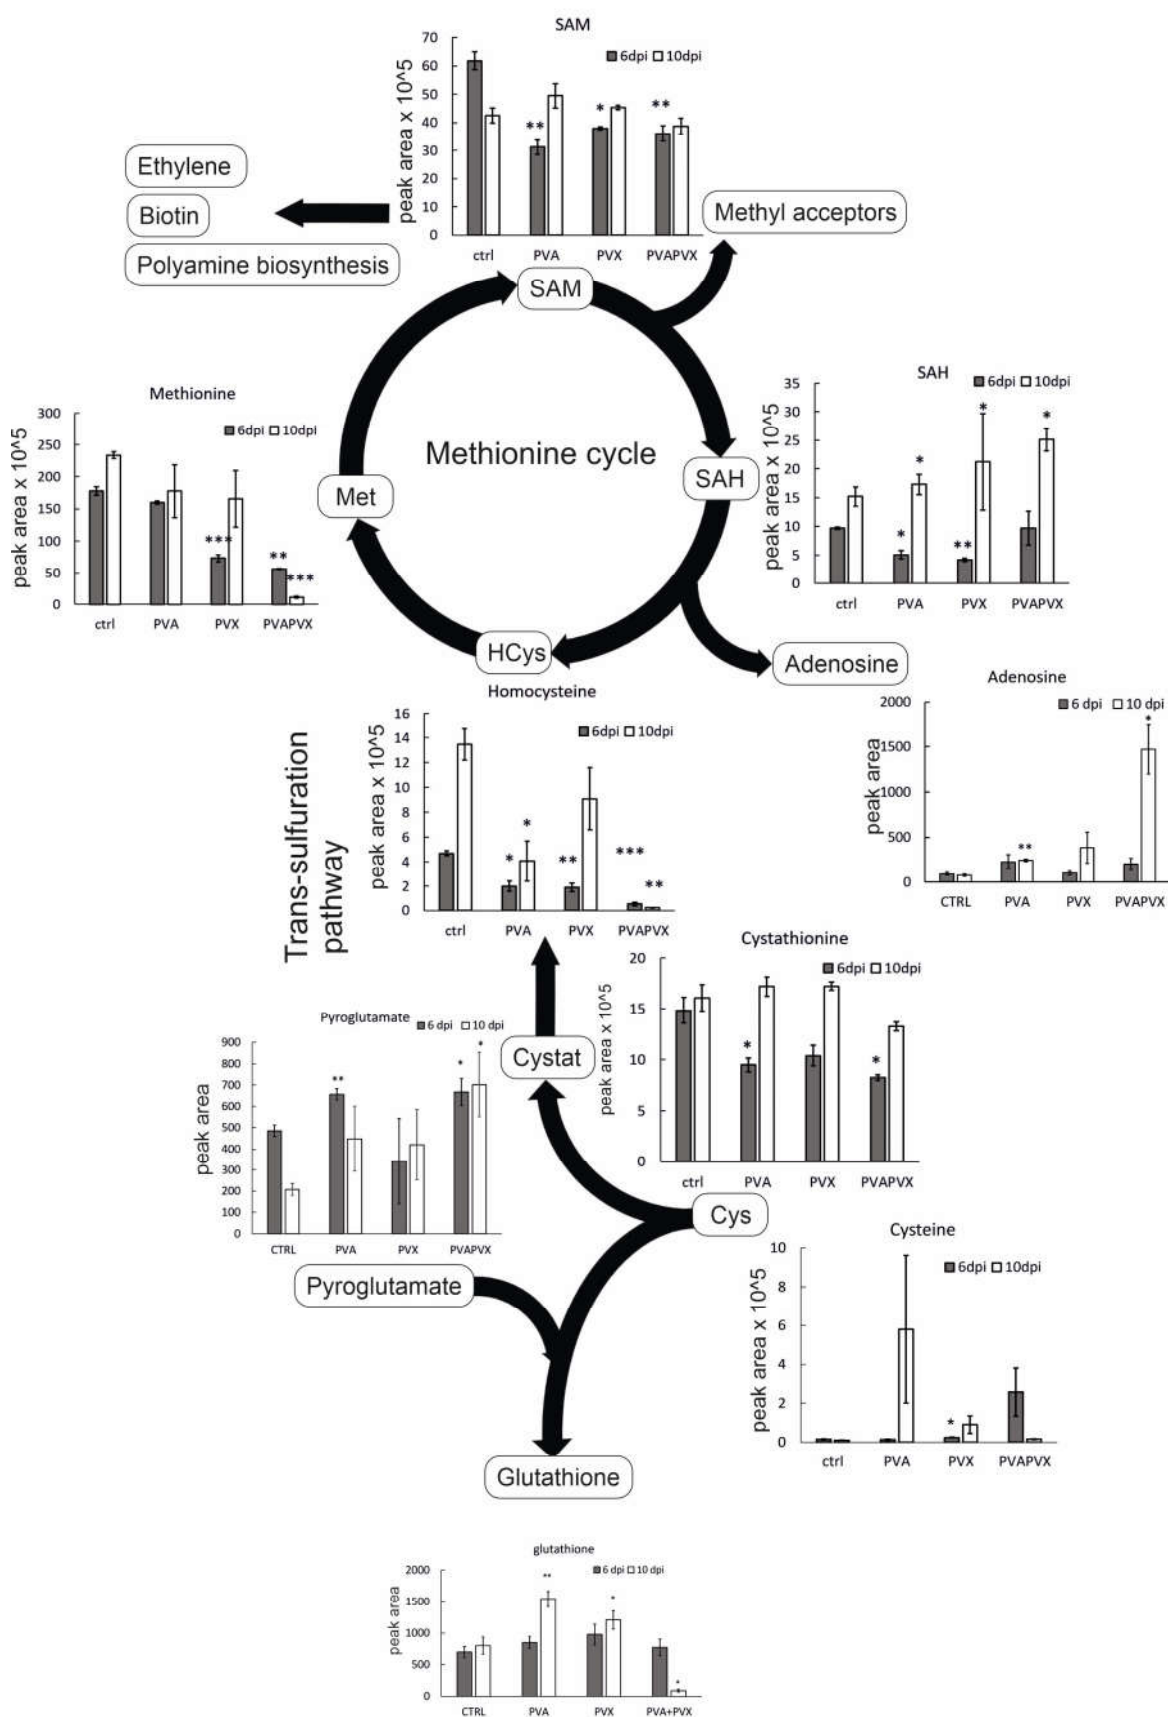 SAM
6dpi 10dpi
70
60
50
40
30
20
10
0
peak area x 10^5
** * **
ctrl PVA PVX PVAPVX
Ethylene
Biotin
Polyamine biosynthesis
Methyl acceptors
SAM
Methionine
300
250
200
150
100
50
0
peak area x 10^5
6dpi 10dpi
*** ** ***
ctrl PVA PVX PVAPVX
Methionine cycle
Met
SAH
HCys
SAH
6dpi 10dpi
35
30
25
20
15
10
5
0
peak area x 10^5
* * ** * *
ctrl PVA PVX PVAPVX
Adenosine
Adenosine
2000
1500
1000
500
0
peak area
6 dpi 10 dpi
** *
CTRL PVA PVX PVAPVX
Homocysteine
16
14
12
10
8
6
4
2
0
peak area x 10^5
6dpi 10dpi
* * ** *** **
ctrl PVA PVX PVAPVX
Trans-sulfuration
pathway
Cystathionine
20
15
10
5
0
peak area x 10^5
6dpi 10dpi
* *
ctrl PVA PVX PVAPVX
Pyroglutamate
6 dpi 10 dpi
900
800
700
600
500
400
300
200
100
0
peak area
** * *
CTRL PVA PVX PVAPVX
Cystat
Cys
Pyroglutamate
Cysteine
10
8
6
4
2
0
peak area x 10^5
6dpi 10dpi
*
ctrl PVA PVX PVAPVX
Glutathione
glutathione
2000
1500
1000
500
0
peak area
6 dpi 10 dpi
** * *
CTRL PVA PVX PVA+PVX